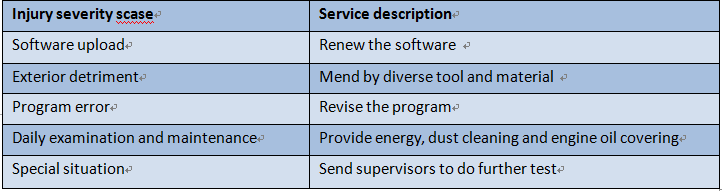 Injury severity scase Service description
Software upload Renew the software
Exterior detriment Mend by diverse tool and material
Program error Revise the program
Daily examination and maintenance Provide energy, dust cleaning and engine oil covering
Special situation Send supervisors to do further test